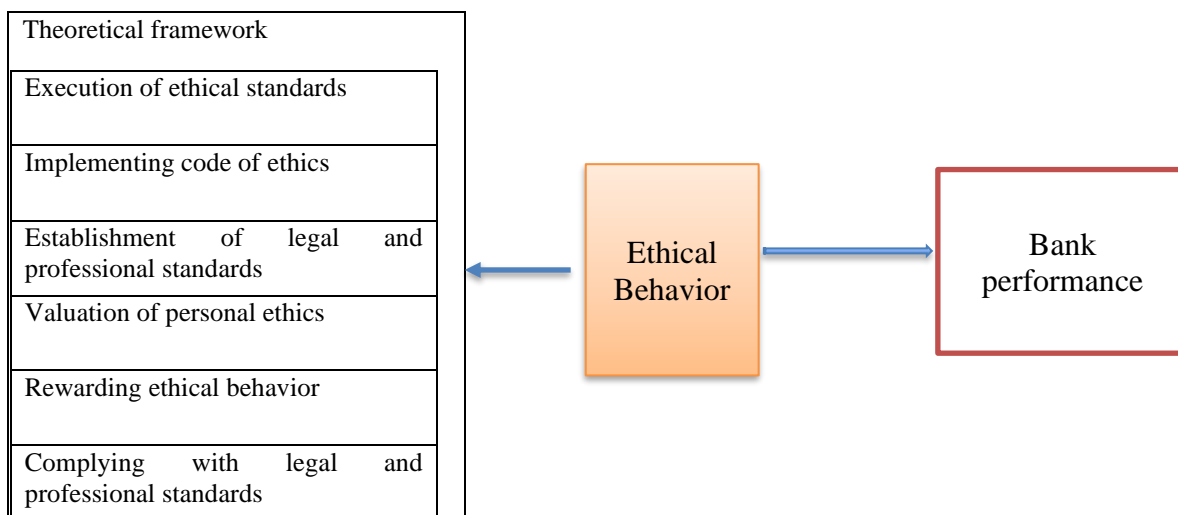 Theoretical framework
Execution of ethical standards
Implementing code of ethics
Establishment of legal and
professional standards
Valuation of personal ethics
Rewarding ethical behavior
Complying with legal and
professional standards
Ethical
Behavior
Bank
performance